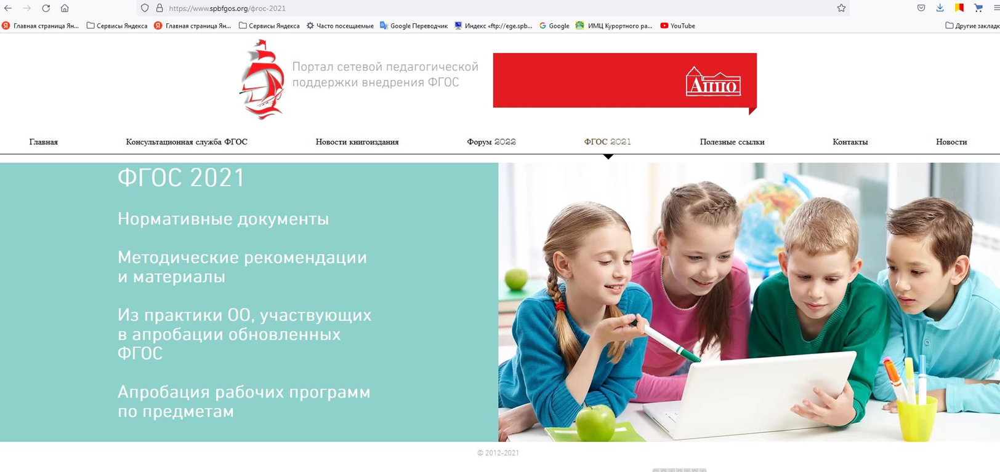 https://www.spbfgos.org/фгос-2021
Главная страница Ян...
Сервисы Яндекса
Главная страница Ян...
Сервисы Яндекса
Часто посещаемые
Google Переводчик
Индекс «ftp://ege.spb...
Google
ИМЦ Курортного ра...
YouTube
Другие закладк
Портал сетевой педагогической
поддержки внедрения ФГОС
Аппо
Главная
Консультационная служба ФГОС
Новости книгоиздания
Форум 2022
ФГОС 2021
Полезные ссылки
Контакты
Новости
ФГОС 2021
Нормативные документы
Методические рекомендации
и материалы
Из практики ОО, участвующих
в апробации обновленных
ФГОС
Апробация рабочих программ
по предметам
© 2012-2021